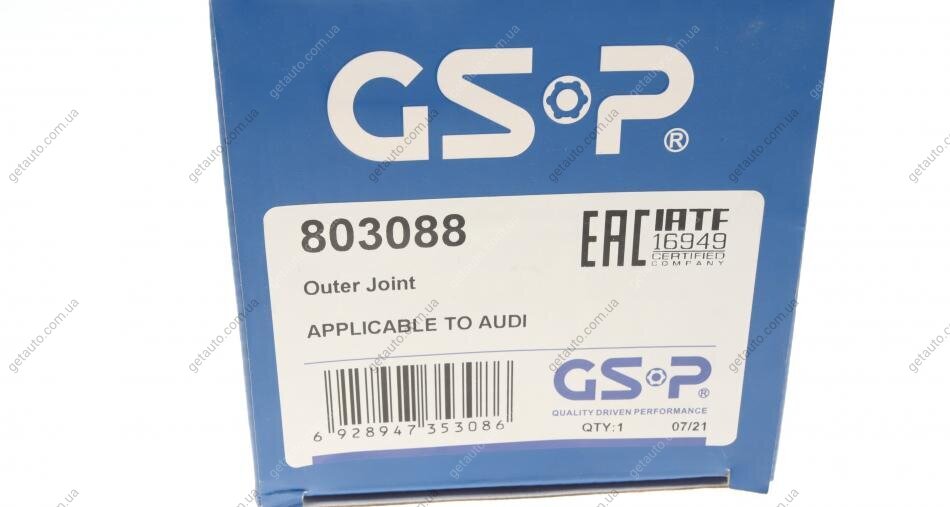 GSP®
803088
EAC
IATF
16949
CERTIFIED
COMPANY
Outer Joint
APPLICABLE TO AUDI
6 928947 353086
GSP®
QUALITY DRIVEN PERFORMANCE
QTY:1 07/21
getauto.com.ua